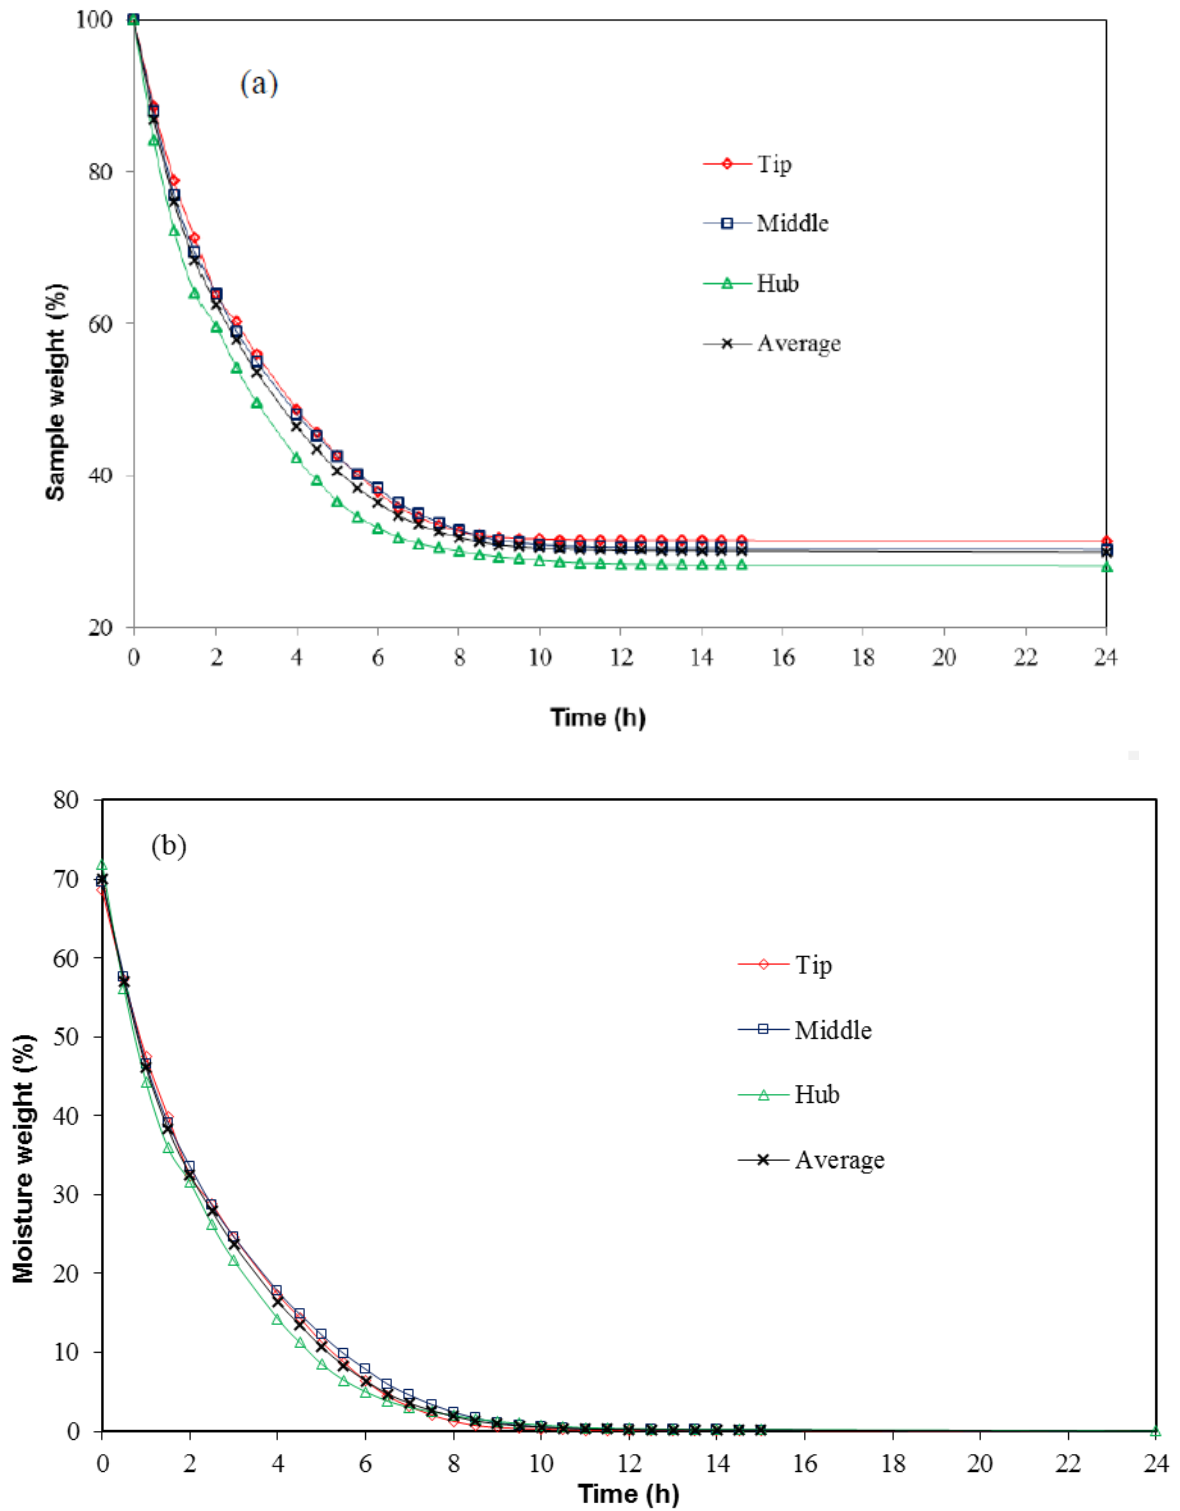 100
(a)
80
Tip
Middle
Hub
60
Average
Sample weight (%)
40
20
0 2 4 6 8 10 12 14 16 18 20 22 24
Time (h)
80
(b)
70
60
Tip
50
Middle
Moisture weight (%)
40
Hub
30
Average
20
10
0
0 2 4 6 8 10 12 14 16 18 20 22 24
Time (h)